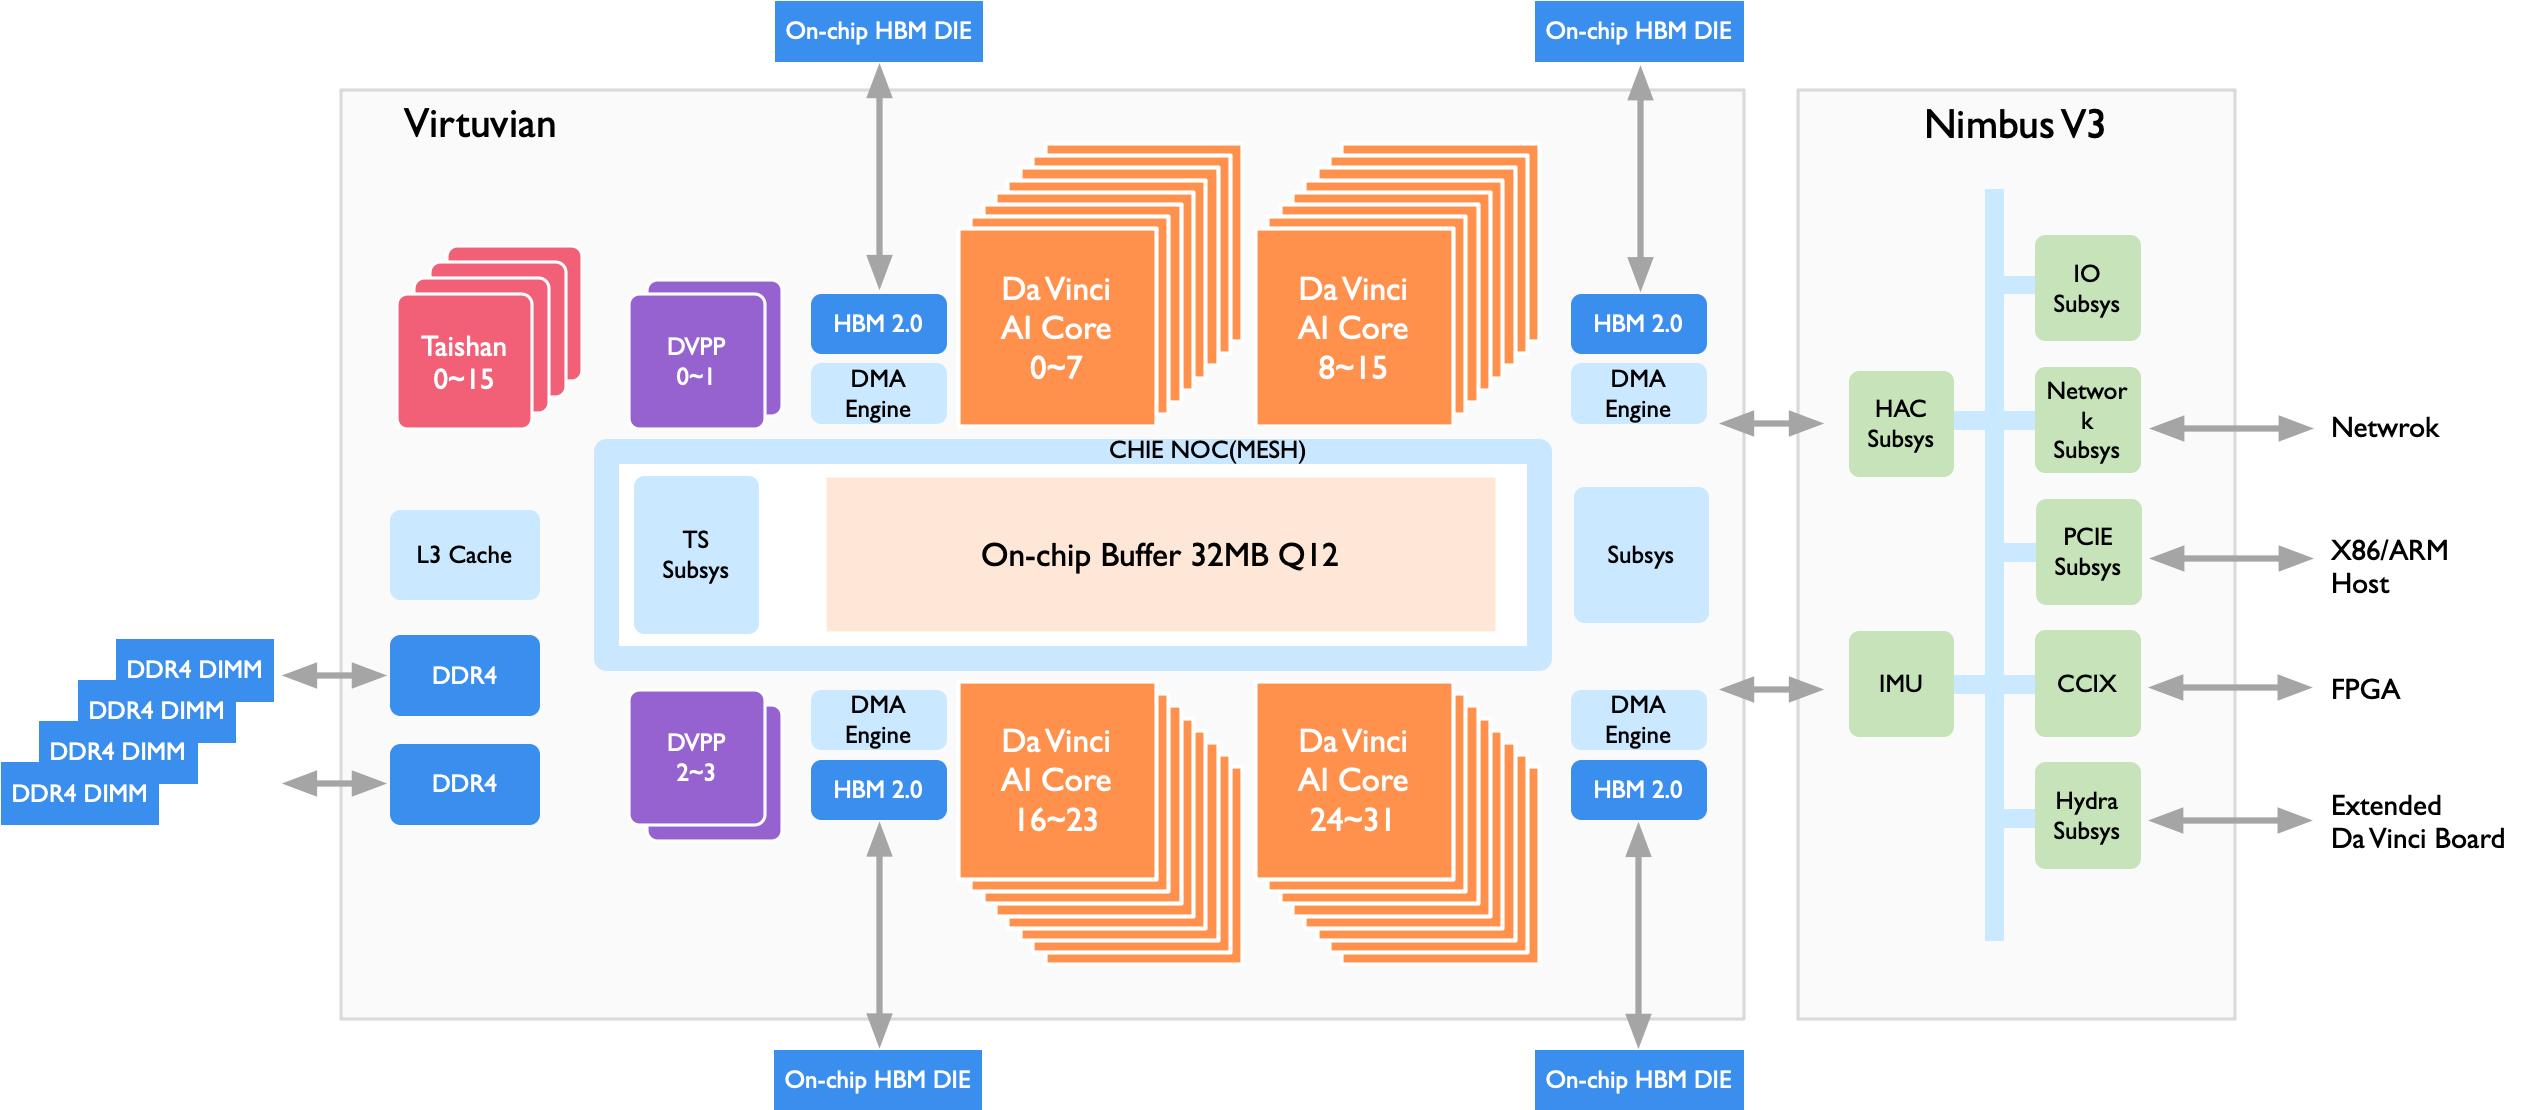 On-chip HBM DIE
On-chip HBM DIE
Virtuvian
Nimbus V3
Taishan
0~15
DVPP
0~1
HBM 2.0
DMA
Engine
Da Vinci
AI Core
0~7
Da Vinci
AI Core
8~15
HBM 2.0
DMA
Engine
CHIE NOC(MESH)
L3 Cache
TS
Subsys
On-chip Buffer 32MB Q12
Subsys
DDR4 DIMM
DDR4 DIMM
DDR4 DIMM
DDR4 DIMM
DDR4
DDR4
DVPP
2~3
DMA
Engine
HBM 2.0
Da Vinci
AI Core
16~23
Da Vinci
AI Core
24~31
DMA
Engine
HBM 2.0
On-chip HBM DIE
On-chip HBM DIE
HAC
Subsys
IMU
IO
Subsys
Networ
k
Subsys
Netwrok
PCIE
Subsys
X86/ARM
Host
CCIX
FPGA
Hydra
Subsys
Extended
Da Vinci Board